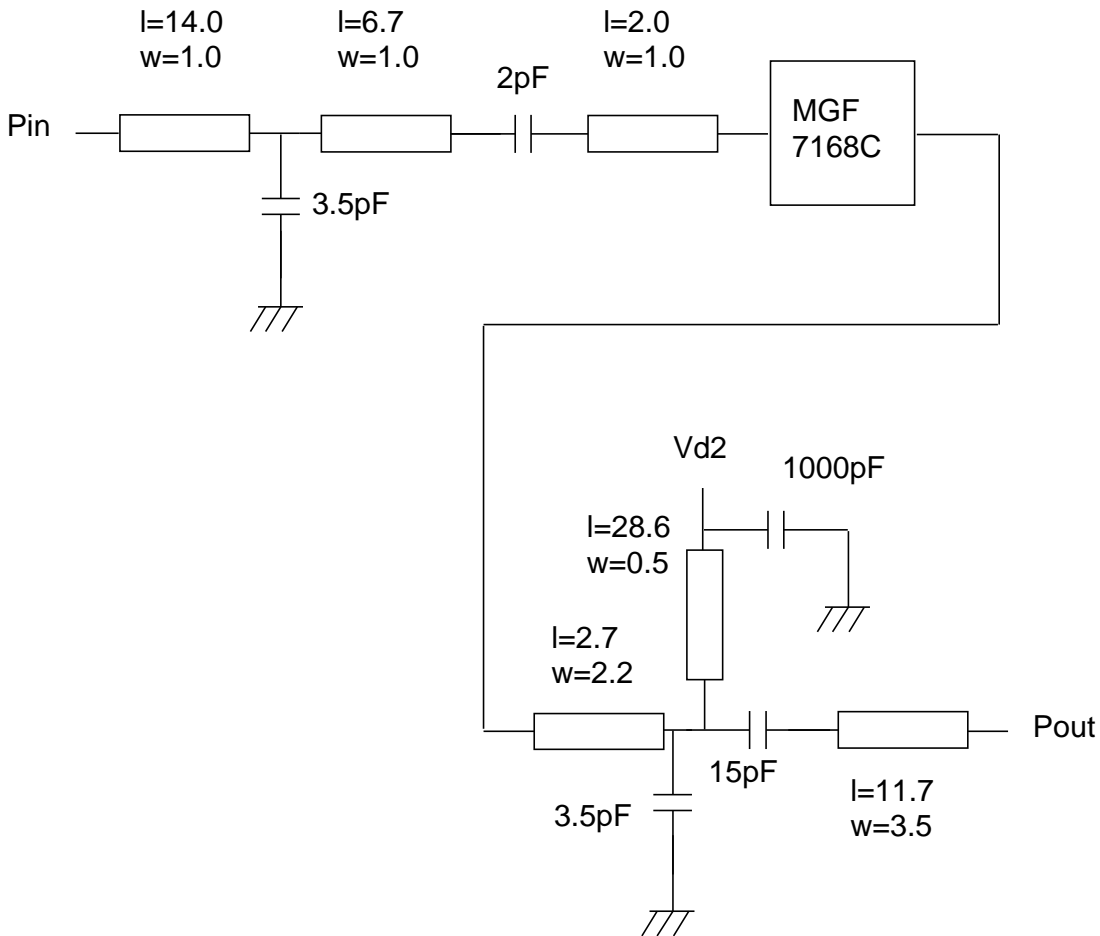 l=14.0
w=1.0
l=6.7
w=1.0
l=2.0
w=1.0
2pF
Pin
MGF
7168C
3.5pF
Vd2
1000pF
l=28.6
w=0.5
l=2.7
w=2.2
Pout
15pF
3.5pF
l=11.7
w=3.5